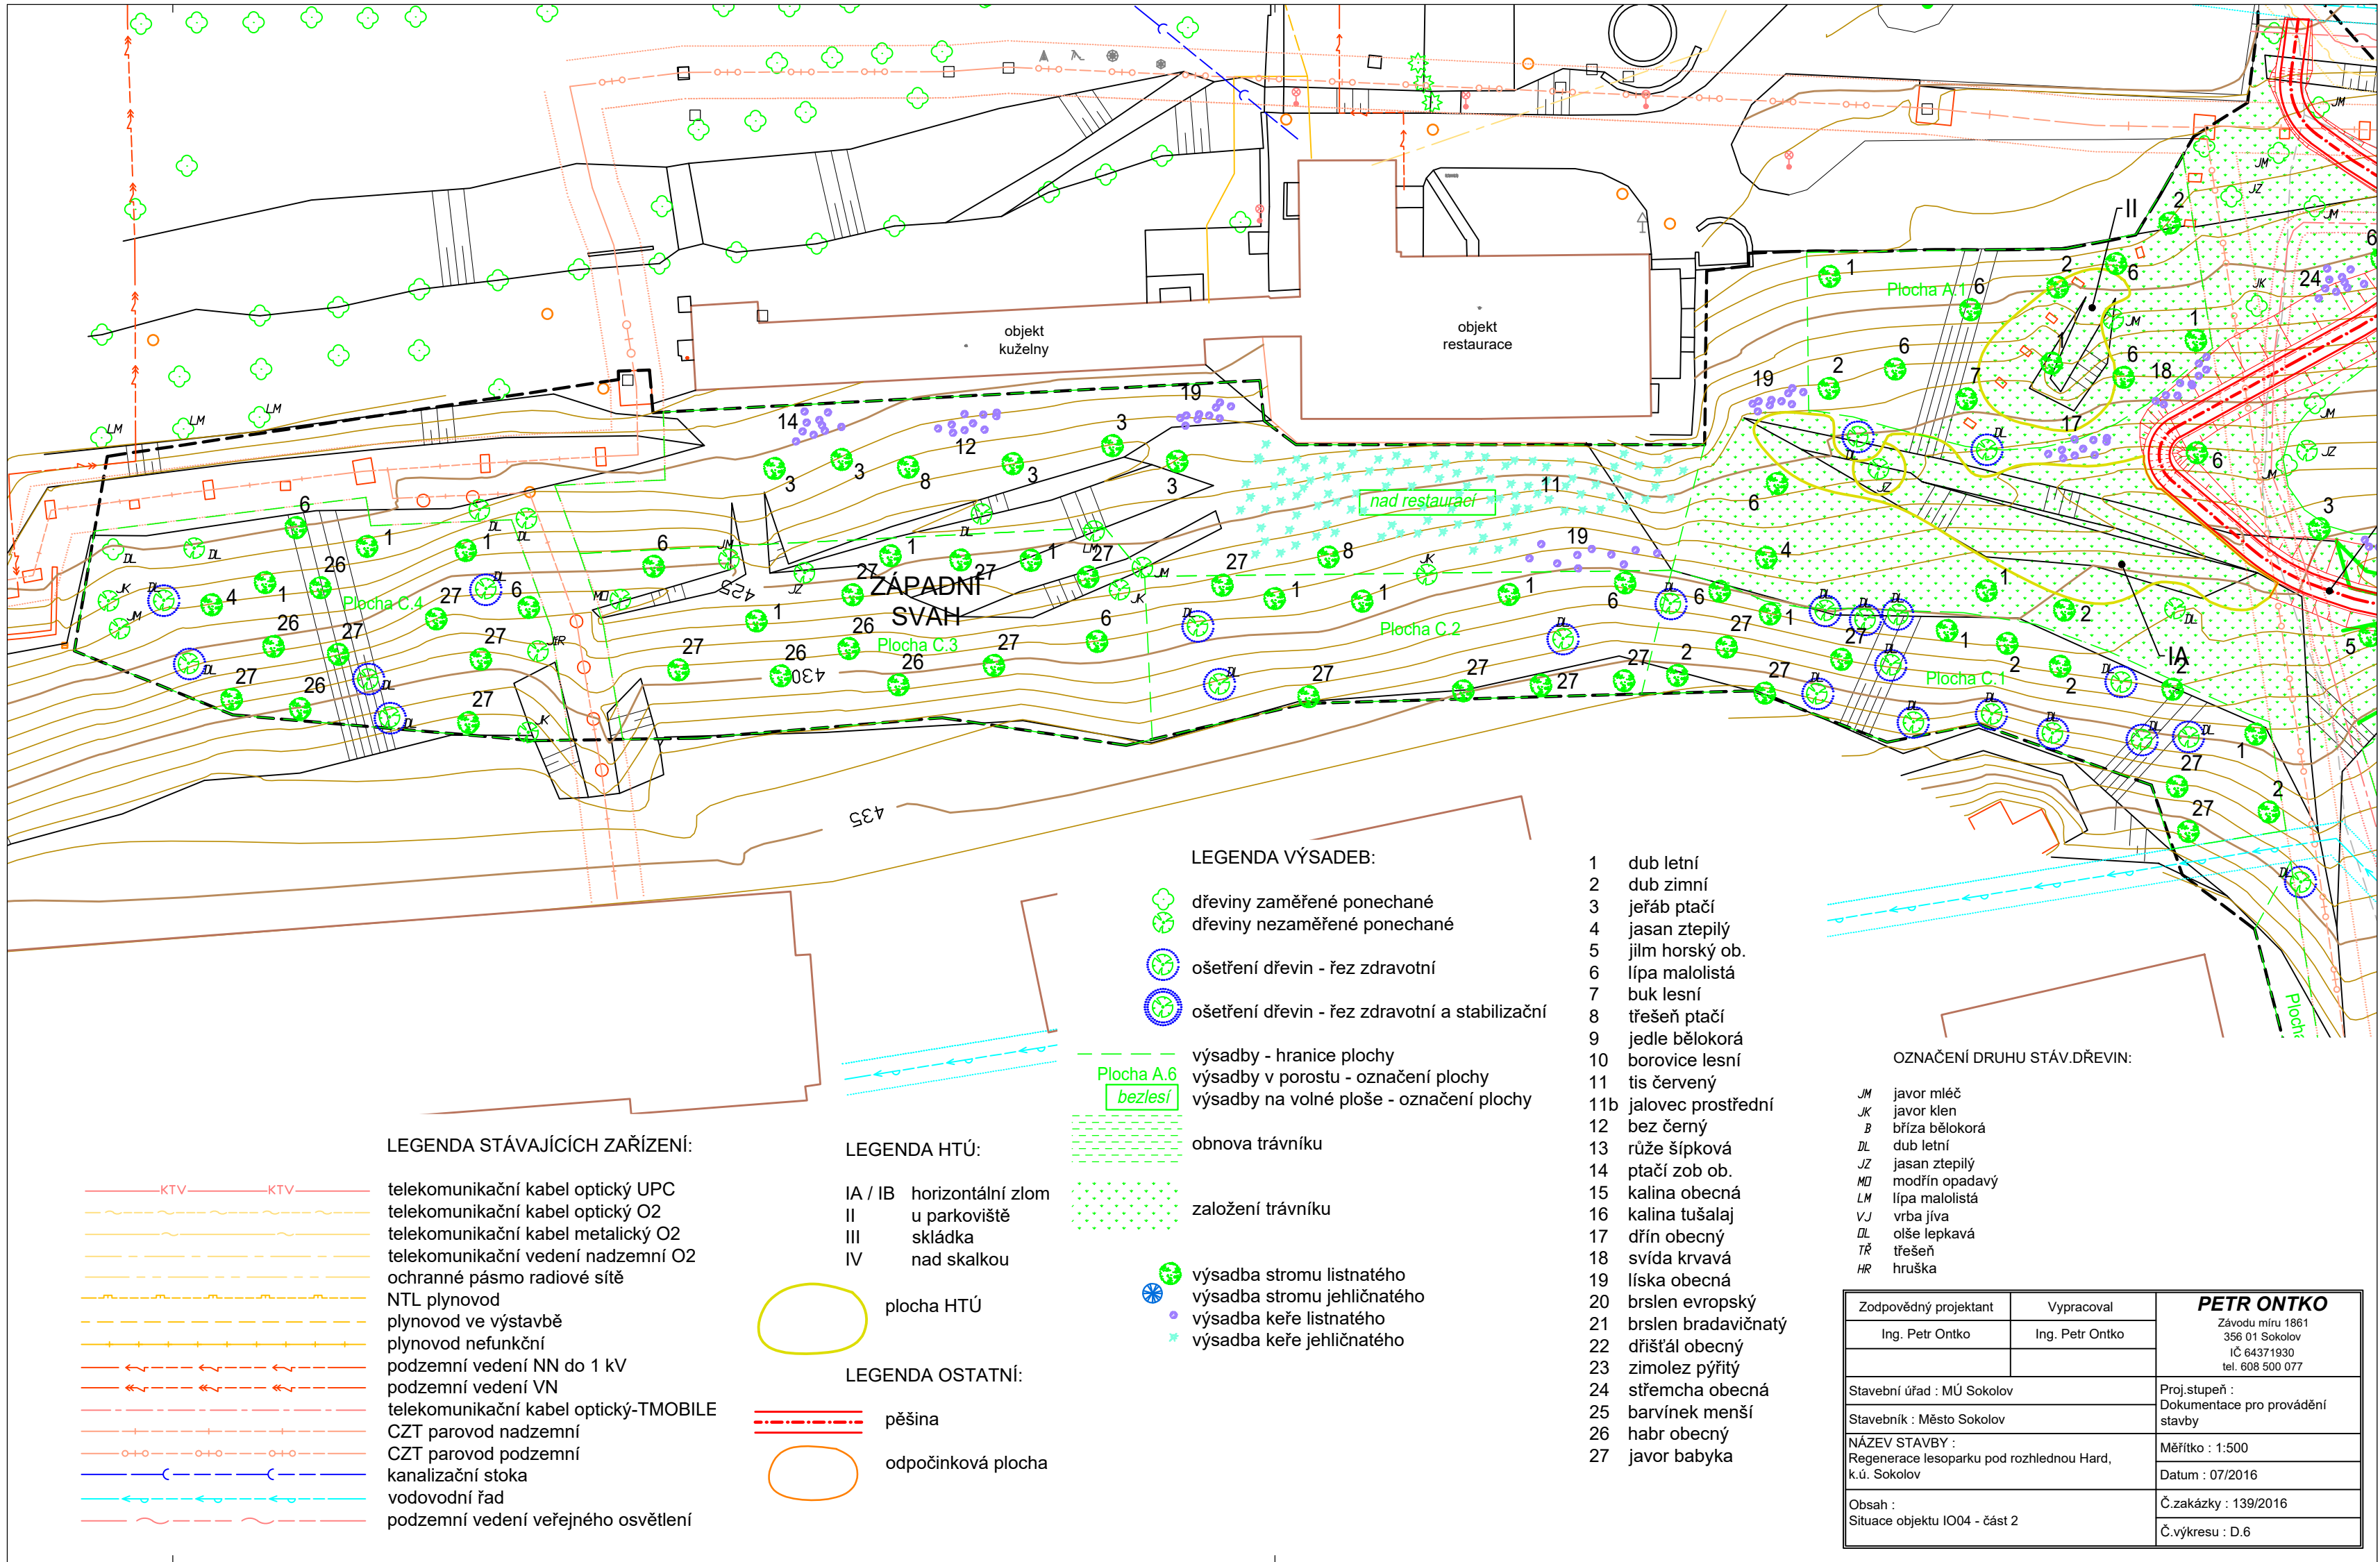 objekt
kuželny
objekt
restaurace
Plocha A.1
II
nad restaurací
ZÁPADNÍ
SVAH
Plocha C.4
Plocha C.3
Plocha C.2
Plocha C.1
IA
425
430
435
Plocha
LEGENDA VÝSADEB:
dřeviny zaměřené ponechané
dřeviny nezaměřené ponechané
ošetření dřevin - řez zdravotní
ošetření dřevin - řez zdravotní a stabilizační
výsadby - hranice plochy
Plocha A.6 výsadby v porostu - označení plochy
bezlesí výsadby na volné ploše - označení plochy
obnova trávníku
založení trávníku
výsadba stromu listnatého
výsadba stromu jehličnatého
výsadba keře listnatého
výsadba keře jehličnatého
1 dub letní
2 dub zimní
3 jeřáb ptačí
4 jasan ztepilý
5 jilm horský ob.
6 lípa malolistá
7 buk lesní
8 třešeň ptačí
9 jedle bělokorá
10 borovice lesní
11 tis červený
11b jalovec prostřední
12 bez černý
13 růže šípková
14 ptačí zob ob.
15 kalina obecná
16 kalina tušalaj
17 dřín obecný
18 svída krvavá
19 líska obecná
20 brslen evropský
21 brslen bradavičnatý
22 dřišťál obecný
23 zimolez pýřitý
24 střemcha obecná
25 barvínek menší
26 habr obecný
27 javor babyka
OZNAČENÍ DRUHU STÁV.DŘEVIN:
JM javor mléč
JK javor klen
B bříza bělokorá
DL dub letní
JZ jasan ztepilý
MO modřín opadavý
LM lípa malolistá
VJ vrba jíva
OL olše lepkavá
TŘ třešeň
HR hruška
LEGENDA STÁVAJÍCÍCH ZAŘÍZENÍ:
KTV KTV telekomunikační kabel optický UPC
telekomunikační kabel optický O2
telekomunikační kabel metalický O2
telekomunikační vedení nadzemní O2
ochranné pásmo radiové sítě
NTL plynovod
plynovod ve výstavbě
plynovod nefunkční
podzemní vedení NN do 1 kV
podzemní vedení VN
telekomunikační kabel optický-TMOBILE
CZT parovod nadzemní
CZT parovod podzemní
kanalizační stoka
vodovodní řad
podzemní vedení veřejného osvětlení
LEGENDA HTÚ:
IA / IB horizontální zlom
II u parkoviště
III skládka
IV nad skalkou
plocha HTÚ
LEGENDA OSTATNÍ:
pěšina
odpočinková plocha
Zodpovědný projektant Vypracoval
Ing. Petr Ontko Ing. Petr Ontko
PETR ONTKO
Závodu míru 1861
356 01 Sokolov
IČ 64371930
tel. 608 500 077
Stavební úřad : MÚ Sokolov
Stavebník : Město Sokolov
Proj.stupeň :
Dokumentace pro provádění
stavby
NÁZEV STAVBY :
Regenerace lesoparku pod rozhlednou Hard,
k.ú. Sokolov
Měřítko : 1:500
Datum : 07/2016
Obsah :
Situace objektu IO04 - část 2
Č.zakázky : 139/2016
Č.výkresu : D.6